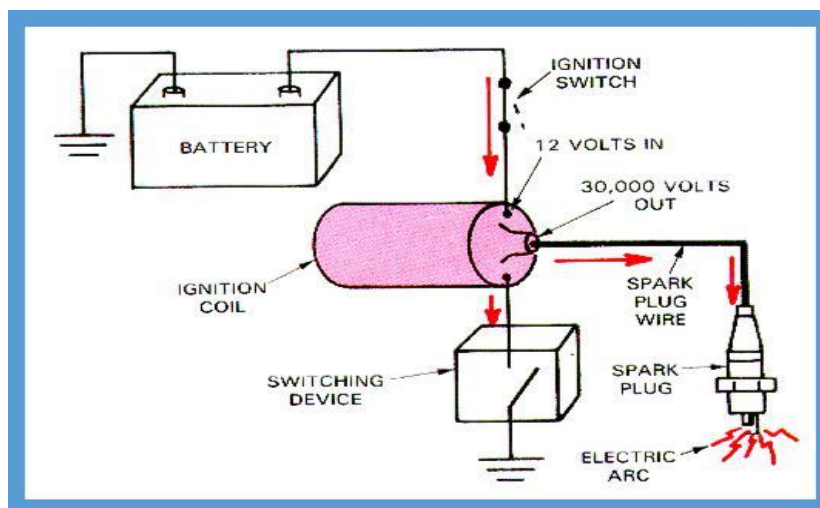 IGNITION
SWITCH
BATTERY
12 VOLTS IN
30,000 VOLTS
OUT
IGNITION
COIL
SPARK
PLUG
WIRE
SWITCHING
DEVICE
SPARK
PLUG
ELECTRIC
ARC